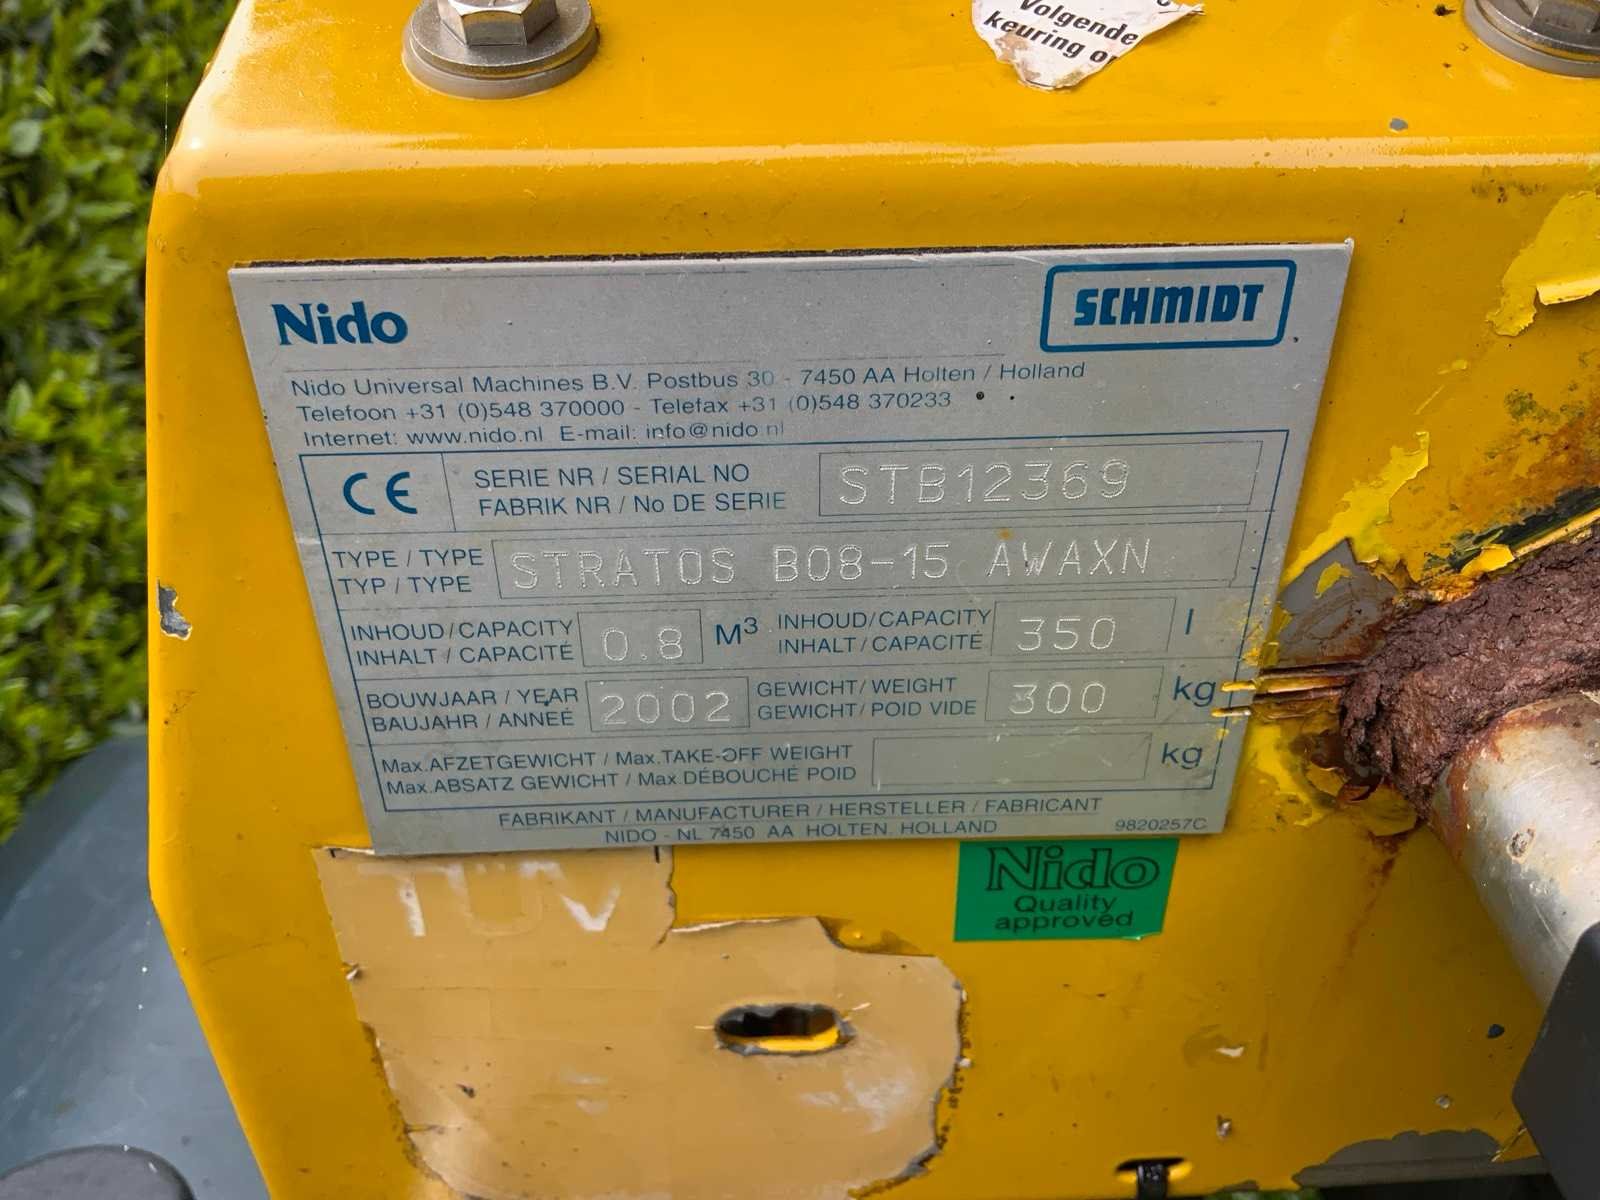 Volgende
keuring o
Nido
SCHMIDT
Nido Universal Machines B.V. Postbus 30 - 7450 AA Holten / Holland
Telefoon +31 (0)548 370000 - Telefax +31 (0)548 370233
Internet: www.nido.nl E-mail: info@nido.nl
CE
SERIE NR / SERIAL NO
FABRIK NR / No DE SERIE
STB12369
TYPE / TYPE
TYP / TYPE
STRATOS B08-15 AWAXN
INHOUD/CAPACITY
INHALT / CAPACITÉ
0.8 M³
INHOUD/CAPACITY
INHALT/CAPACITÉ
350 l
BOUWJAAR / YEAR
BAUJAHR / ANNEÉ
2002
GEWICHT/WEIGHT
GEWICHT/POID VIDE
300 kg
Max.AFZETGEWICHT / Max.TAKE-OFF WEIGHT
Max.ABSATZ GEWICHT / Max.DÉBOUCHÉ POID
kg
FABRIKANT / MANUFACTURER / HERSTELLER / FABRICANT
NIDO - NL 7450 AA HOLTEN HOLLAND
9820257C
TÜV
Nido
Quality
approved